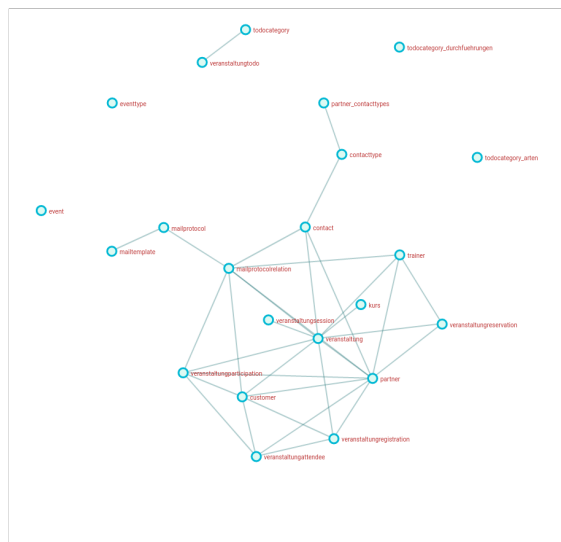 todocategory
todocategory_durchfuehrungen
veranstaltungtodo
eventtype
partner_contacttypes
contacttype
todocategory_arten
event
mailprotocol
contact
mailtemplate
trainer
mailprotocolrelation
kurs
veranstaltungsession
veranstaltungreservation
veranstaltung
veranstaltungparticipation
partner
customer
veranstaltungregistration
veranstaltungattendee